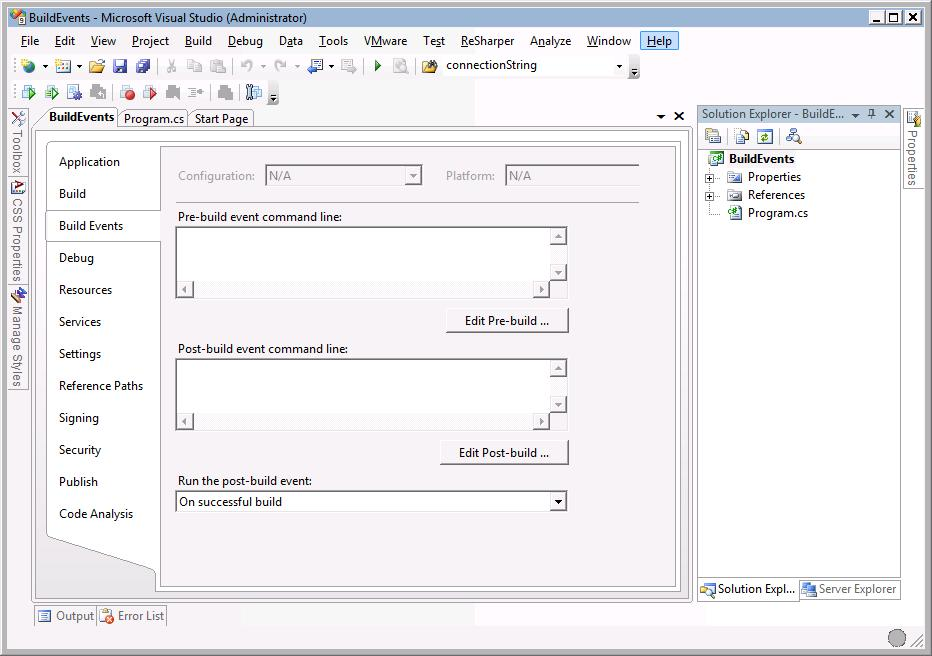 BuildEvents - Microsoft Visual Studio (Administrator)
File Edit View Project Build Debug Data Tools VMware Test ReSharper Analyze Window Help
connectionString
BuildEvents Program.cs Start Page
Toolbox
CSS Properties
Manage Styles
Application
Build
Build Events
Debug
Resources
Services
Settings
Reference Paths
Signing
Security
Publish
Code Analysis
Configuration: N/A Platform: N/A
Pre-build event command line:
Edit Pre-build ...
Post-build event command line:
Edit Post-build ...
Run the post-build event:
On successful build
Solution Explorer - BuildE...
BuildEvents
Properties
References
Program.cs
Solution Expl... Server Explorer
Properties
Output Error List